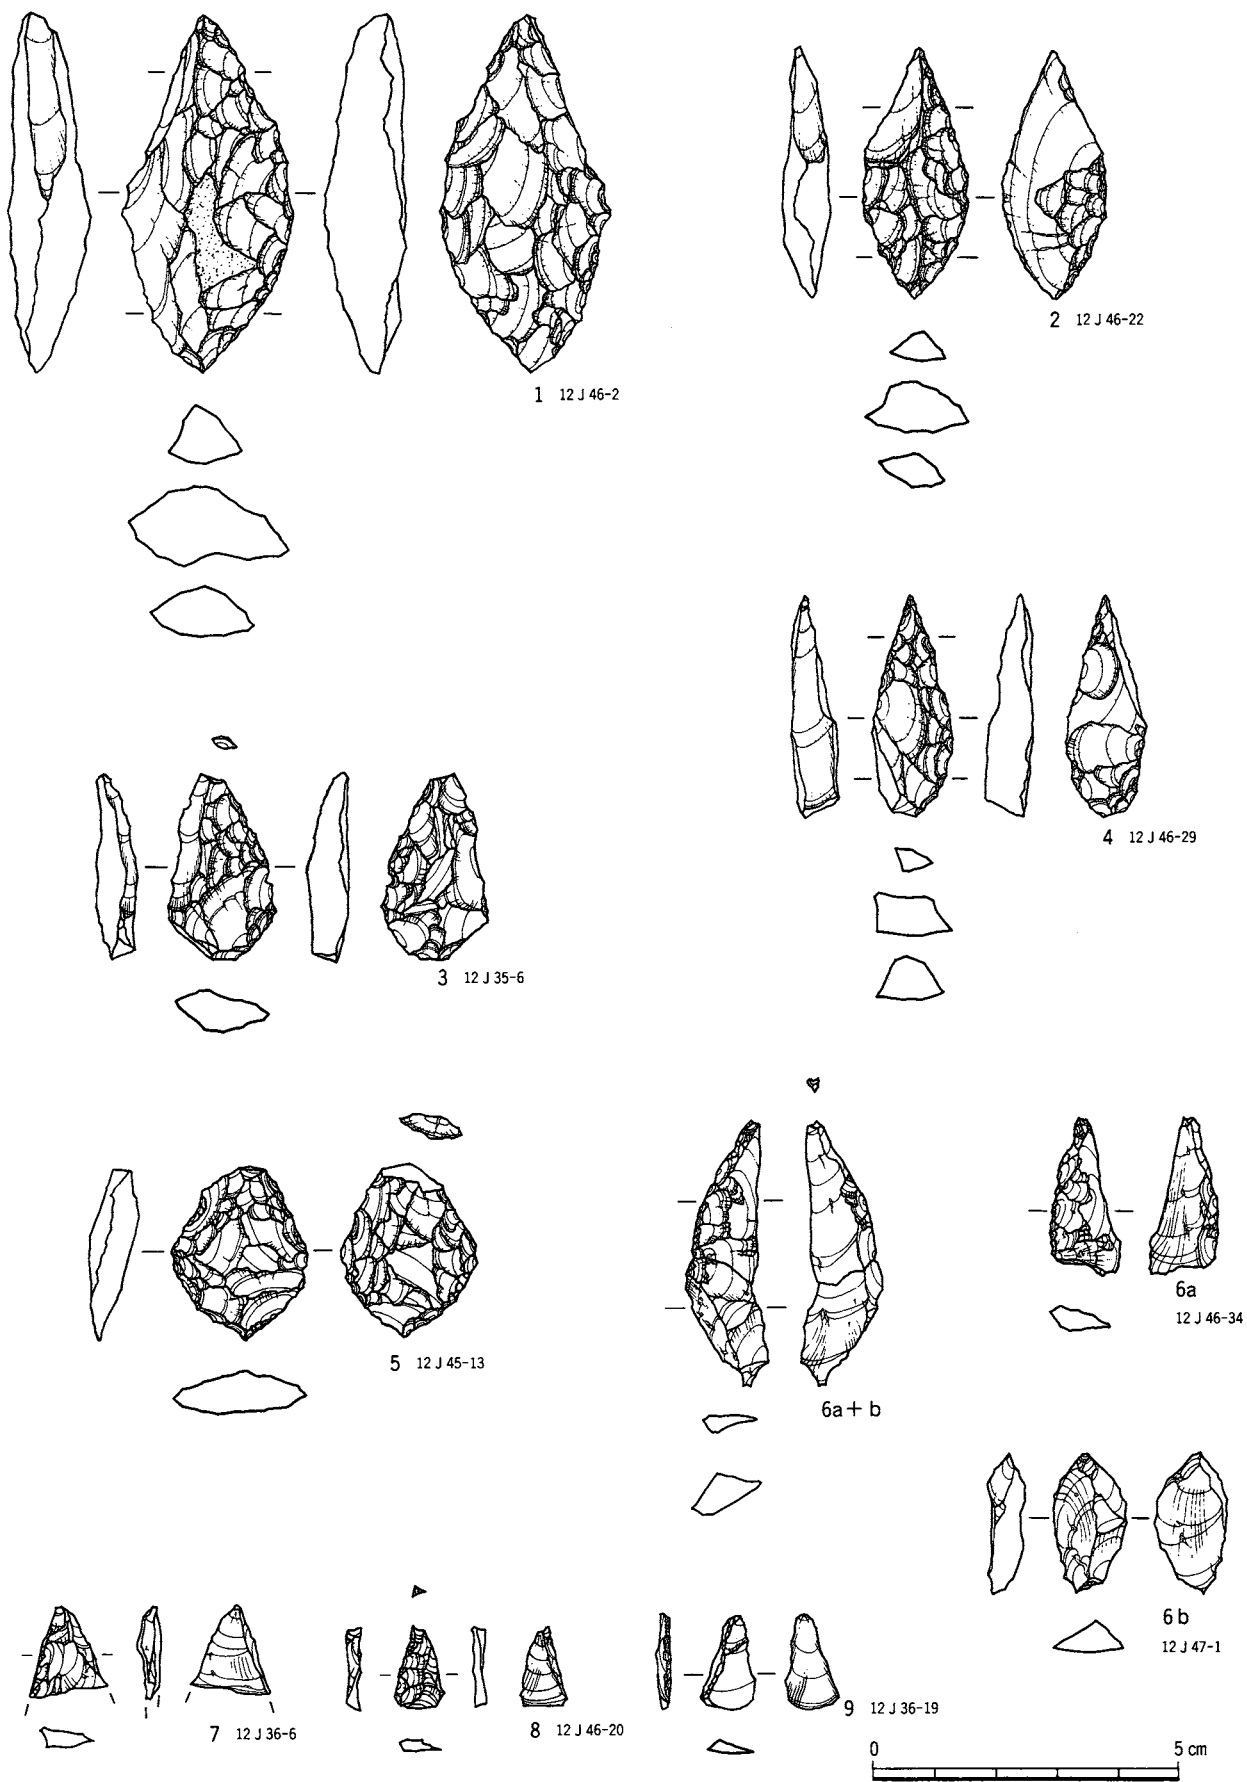 1 12 J 46-2
2 12 J 46-22
3 12 J 35-6
4 12 J 46-29
5 12 J 45-13
6a + b
6a
12 J 46-34
6 b
12 J 47-1
7 12 J 36-6
8 12 J 46-20
9 12 J 36-19
0 5 cm